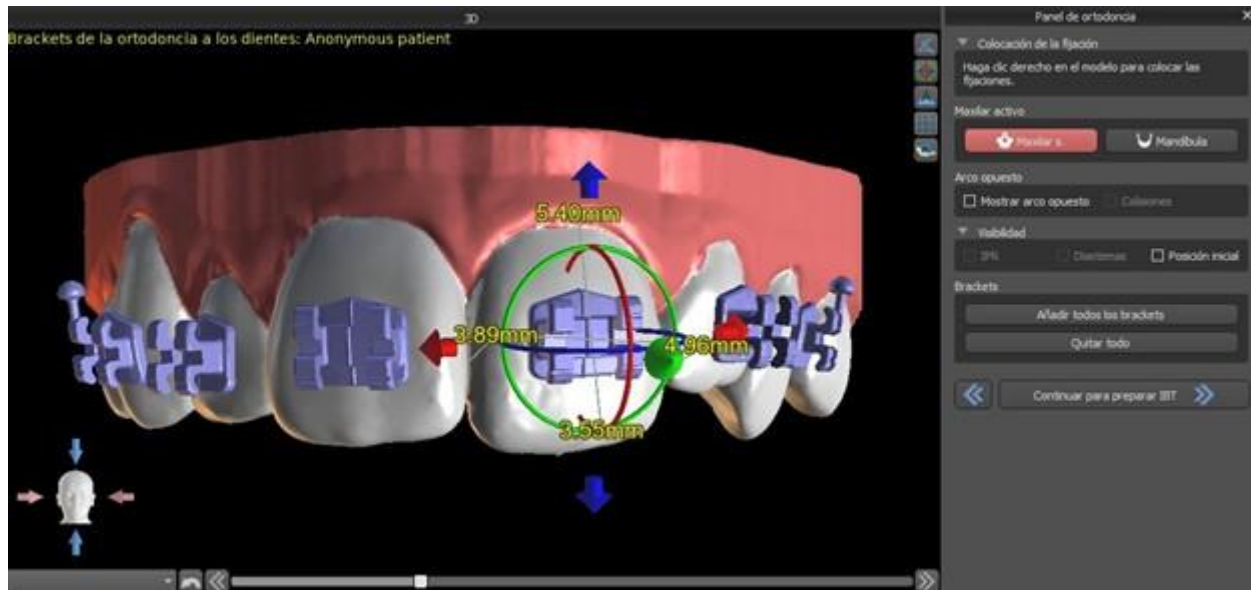 3D
Brackets de la ortodoncia a los dientes: Anonymous patient
5.40mm
3.89mm
4.96mm
3.55mm
Panel de ortodoncia
Colocación de la fijación
Haga clic derecho en el modelo para colocar las
fijaciones.
Maxilar activo
Maxilar s.
Mandíbula
Arco opuesto
Mostrar arco opuesto
Colisiones
Visibilidad
IPR
Diastemas
Posición inicial
Brackets
Añadir todos los brackets
Quitar todo
Continuar para preparar IBT